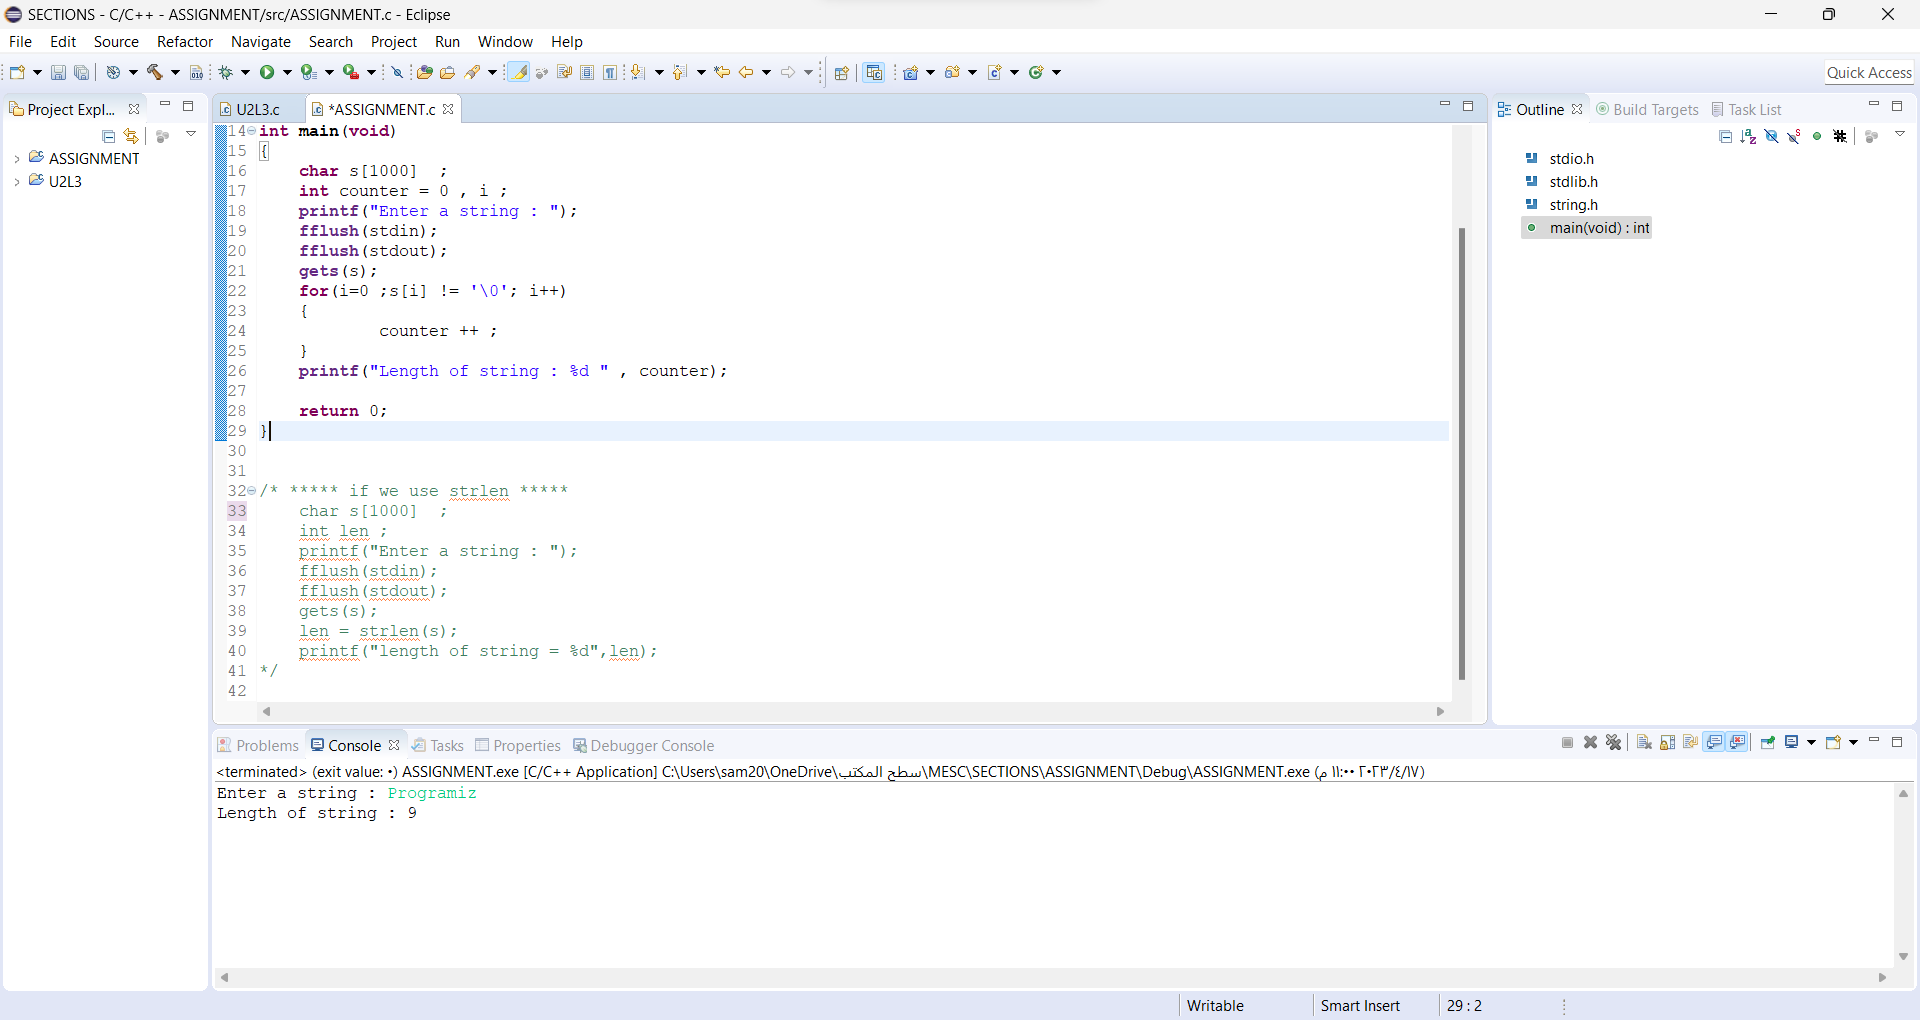 SECTIONS - C/C++ - ASSIGNMENT/src/ASSIGNMENT.c - Eclipse
File Edit Source Refactor Navigate Search Project Run Window Help
Quick Access
Project Expl...
ASSIGNMENT
U2L3
U2L3.c *ASSIGNMENT.c
14 int main(void)
15 {
16 char s[1000] ;
17 int counter = 0 , i ;
18 printf("Enter a string : ");
19 fflush(stdin);
20 fflush(stdout);
21 gets(s);
22 for(i=0 ;s[i] != '\0'; i++)
23 {
24 counter ++ ;
25 }
26 printf("Length of string : %d " , counter);
27
28 return 0;
29 }
30
31
32 /* ***** if we use strlen *****
33 char s[1000] ;
34 int len ;
35 printf("Enter a string : ");
36 fflush(stdin);
37 fflush(stdout);
38 gets(s);
39 len = strlen(s);
40 printf("length of string = %d",len);
41 */
42
Outline Build Targets Task List
stdio.h
stdlib.h
string.h
main(void) : int
Problems Console Tasks Properties Debugger Console
<terminated> (exit value: ٠) ASSIGNMENT.exe [C/C++ Application] C:\Users\sam20\OneDrive\سطح المكتب\MESC\SECTIONS\ASSIGNMENT\Debug\ASSIGNMENT.exe (٢٠٢٣/٤/١٧ ١١:٠٠ م)
Enter a string : Programiz
Length of string : 9
Writable Smart Insert 29 : 2